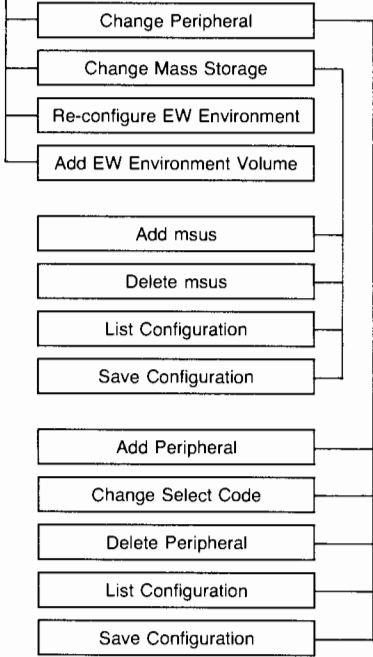 Change Peripheral
Change Mass Storage
Re-configure EW Environment
Add EW Environment Volume
Add msus
Delete msus
List Configuration
Save Configuration
Add Peripheral
Change Select Code
Delete Peripheral
List Configuration
Save Configuration